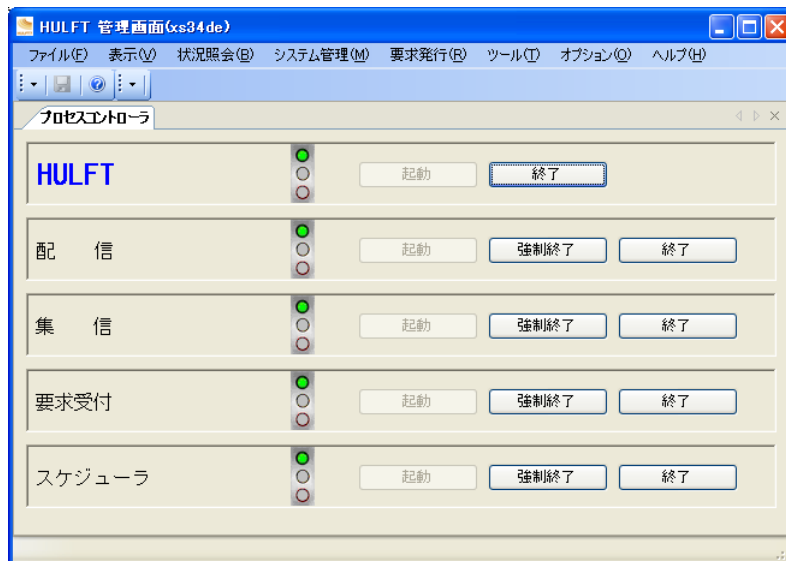 HULFT 管理画面(xs34de)
ファイル(F) 表示(V) 状況照会(B) システム管理(M) 要求発行(R) ツール(T) オプション(O) ヘルプ(H)
プロセスコントローラ
HULFT 起動 終了
配 信 起動 強制終了 終了
集 信 起動 強制終了 終了
要求受付 起動 強制終了 終了
スケジューラ 起動 強制終了 終了